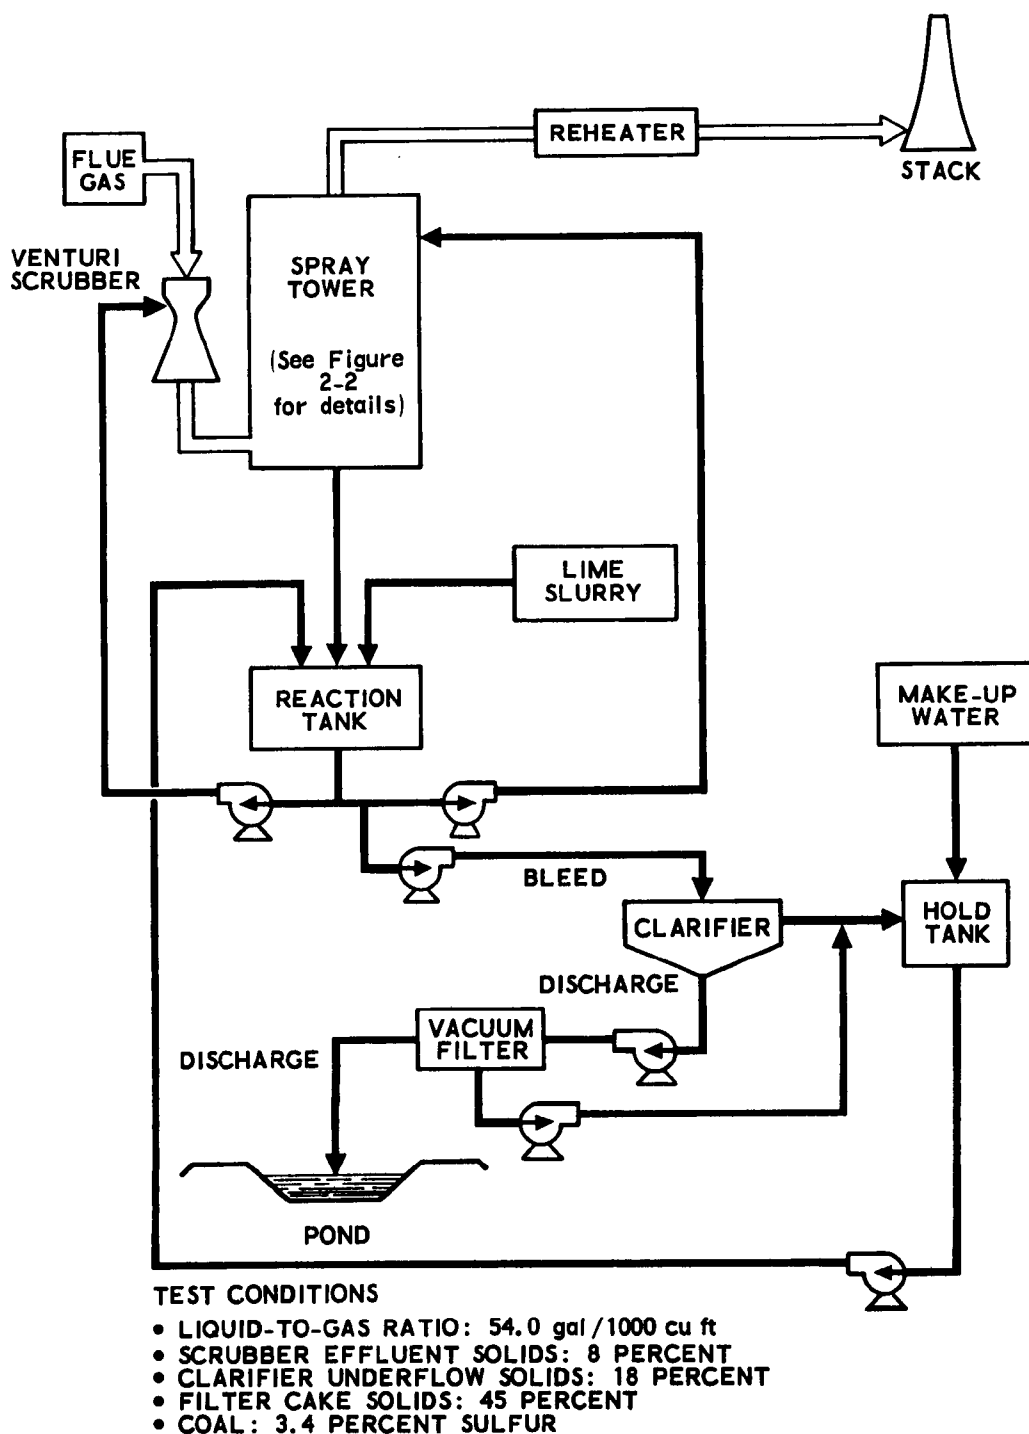 REHEATER
STACK
FLUE
GAS
VENTURI
SCRUBBER
SPRAY
TOWER
(See Figure
2-2
for details)
LIME
SLURRY
REACTION
TANK
MAKE-UP
WATER
BLEED
CLARIFIER
HOLD
TANK
DISCHARGE
VACUUM
FILTER
DISCHARGE
POND
TEST CONDITIONS
• LIQUID-TO-GAS RATIO: 54.0 gal/1000 cu ft
• SCRUBBER EFFLUENT SOLIDS: 8 PERCENT
• CLARIFIER UNDERFLOW SOLIDS: 18 PERCENT
• FILTER CAKE SOLIDS: 45 PERCENT
• COAL: 3.4 PERCENT SULFUR